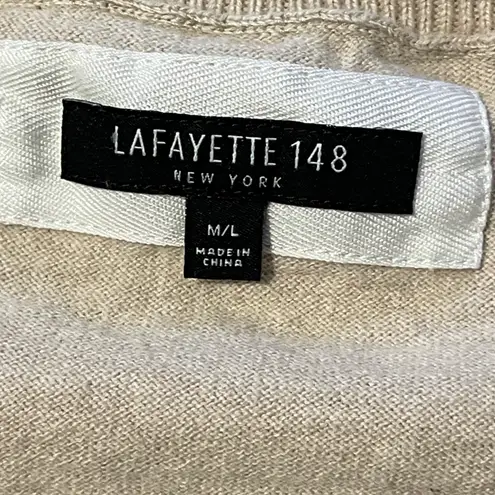 LAFAYETTE 148
NEW YORK
M/L
MADE IN
CHINA